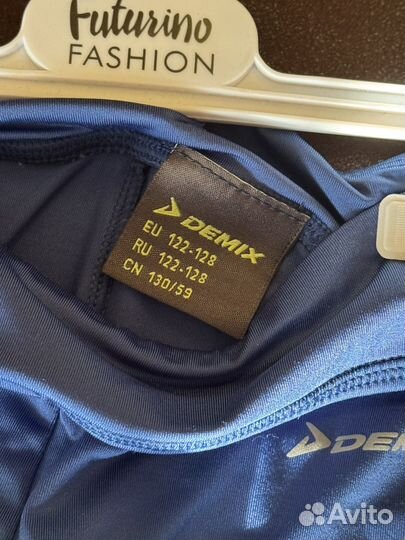 Futurino
FASHION
DEMIX
EU 122-128
RU 122-128
CN 130/59
DEMIX
Avito